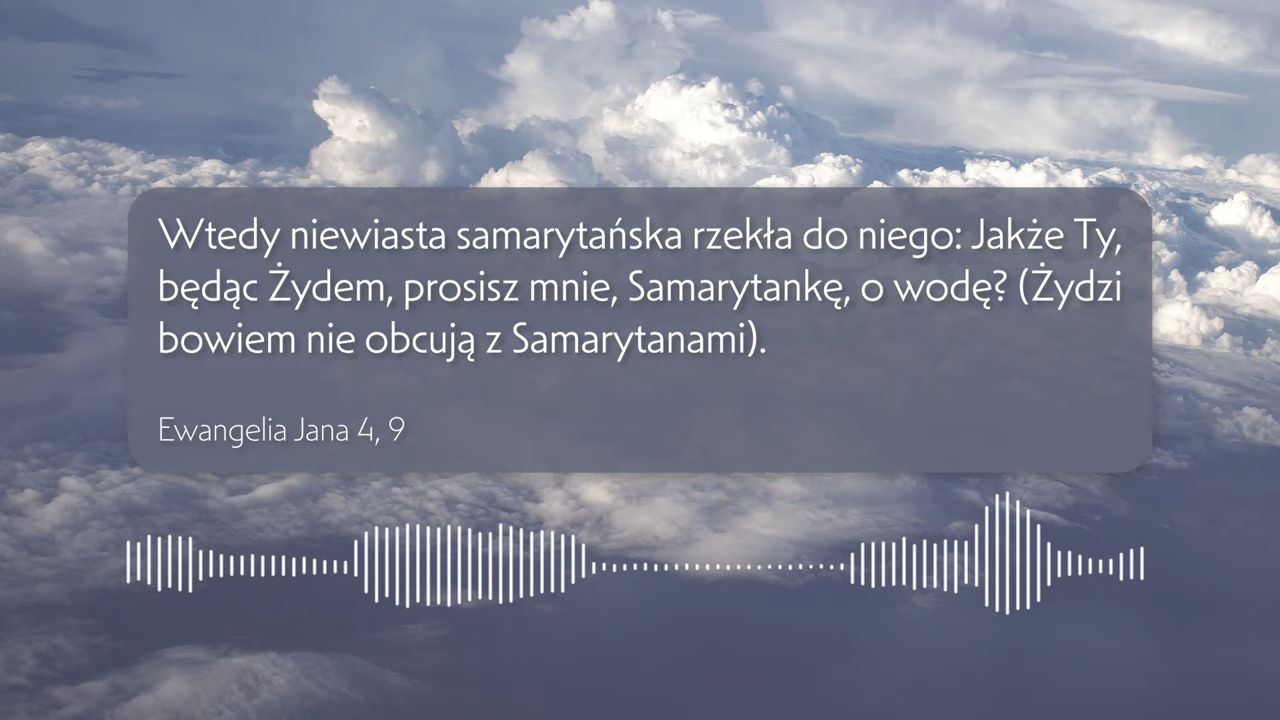 Wtedy niewiasta samarytańska rzekła do niego: Jakże Ty,
będąc Żydem, prosisz mnie, Samarytankę, o wodę? (Żydzi
bowiem nie obcują z Samarytanami).
Ewangelia Jana 4, 9